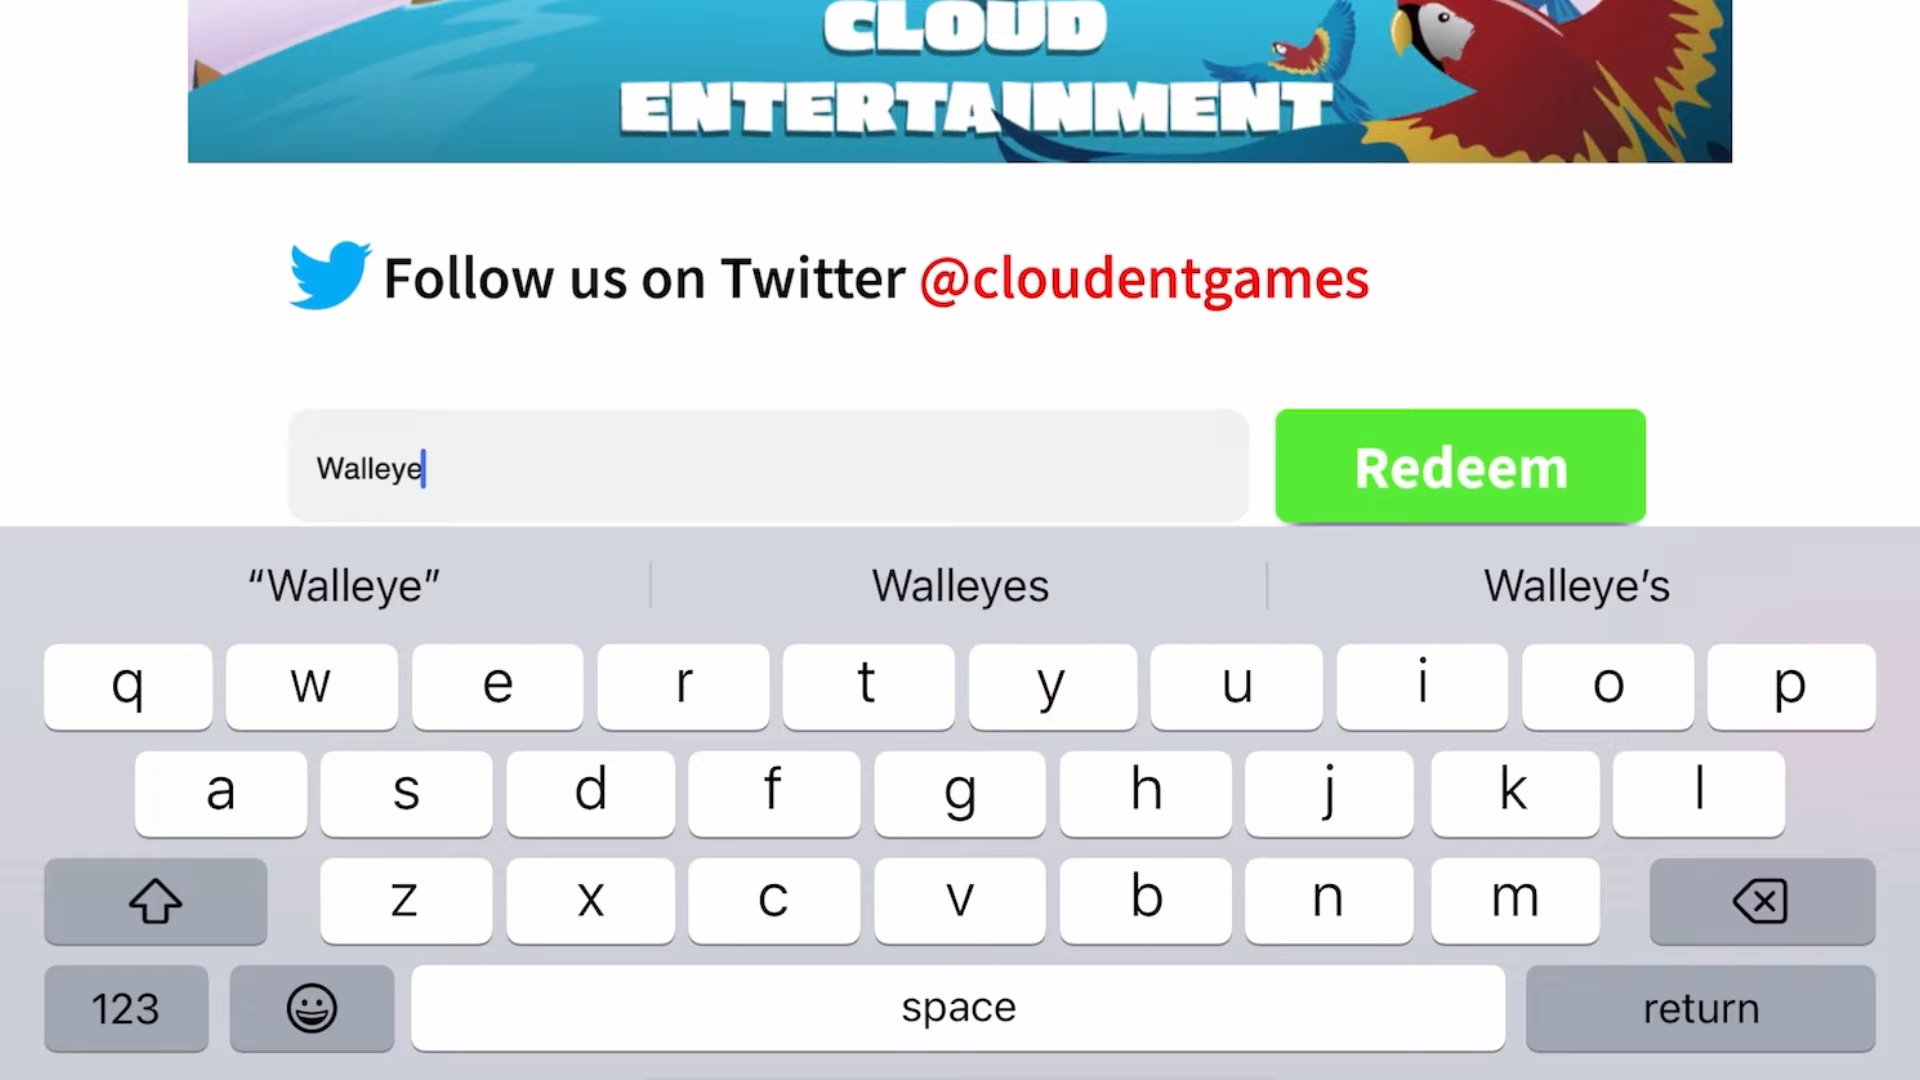 CLOUD
ENTERTAINMENT
Follow us on Twitter @cloudentgames
Walleye
Redeem
“Walleye” Walleyes Walleye’s
q w e r t y u i o p
a s d f g h j k l
z x c v b n m
123 space return